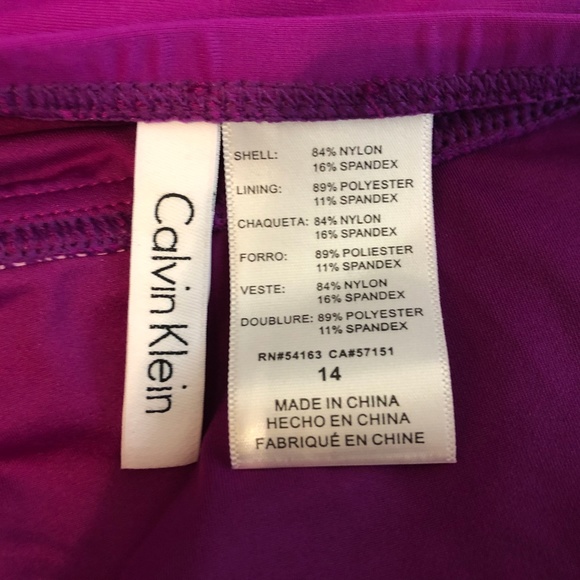 Calvin Klein
SHELL: 84% NYLON
16% SPANDEX
LINING: 89% POLYESTER
11% SPANDEX
CHAQUETA: 84% NYLON
16% SPANDEX
FORRO: 89% POLIESTER
11% SPANDEX
VESTE: 84% NYLON
16% SPANDEX
DOUBLURE: 89% POLYESTER
11% SPANDEX
RN#54163 CA#57151
14
MADE IN CHINA
HECHO EN CHINA
FABRIQUÉ EN CHINE